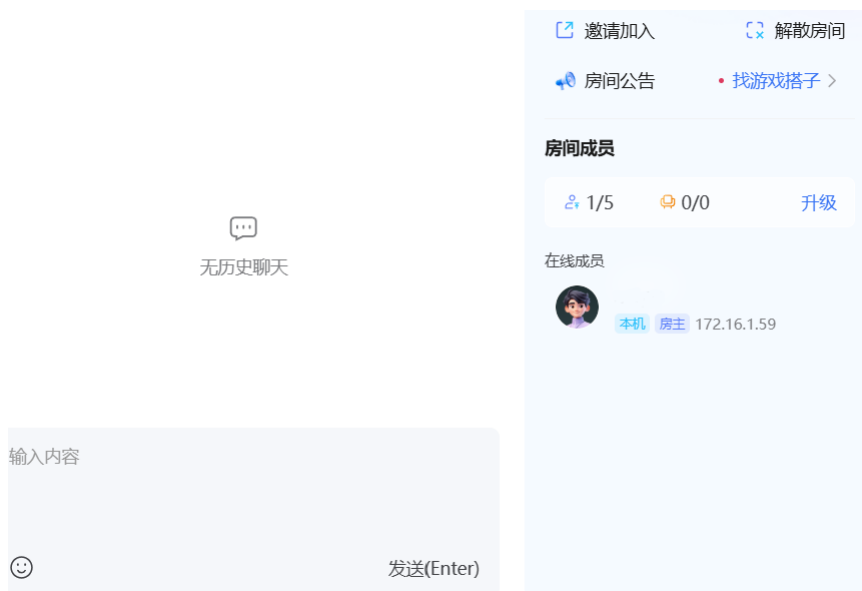 无历史聊天
输入内容
发送(Enter)
邀请加入 解散房间
房间公告 找游戏搭子
房间成员
1/5 0/0 升级
在线成员
本机 房主 172.16.1.59